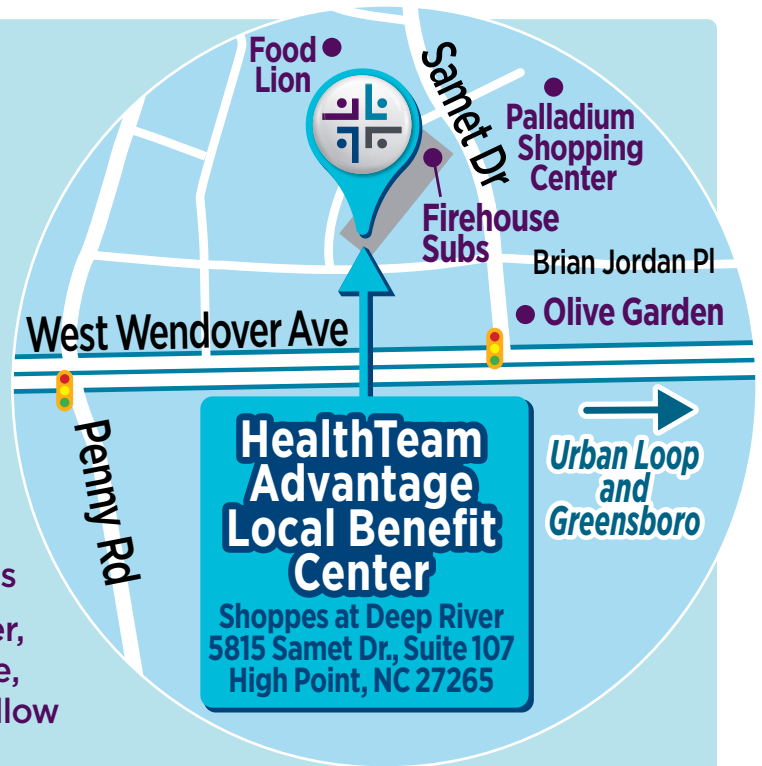 Food
Lion
Samet Dr
Palladium
Shopping
Center
Firehouse
Subs
Brian Jordan Pl
Olive Garden
West Wendover Ave
Penny Rd
HealthTeam
Advantage
Local Benefit
Center
Shoppes at Deep River
5815 Samet Dr., Suite 107
High Point, NC 27265
Urban Loop
and
Greensboro